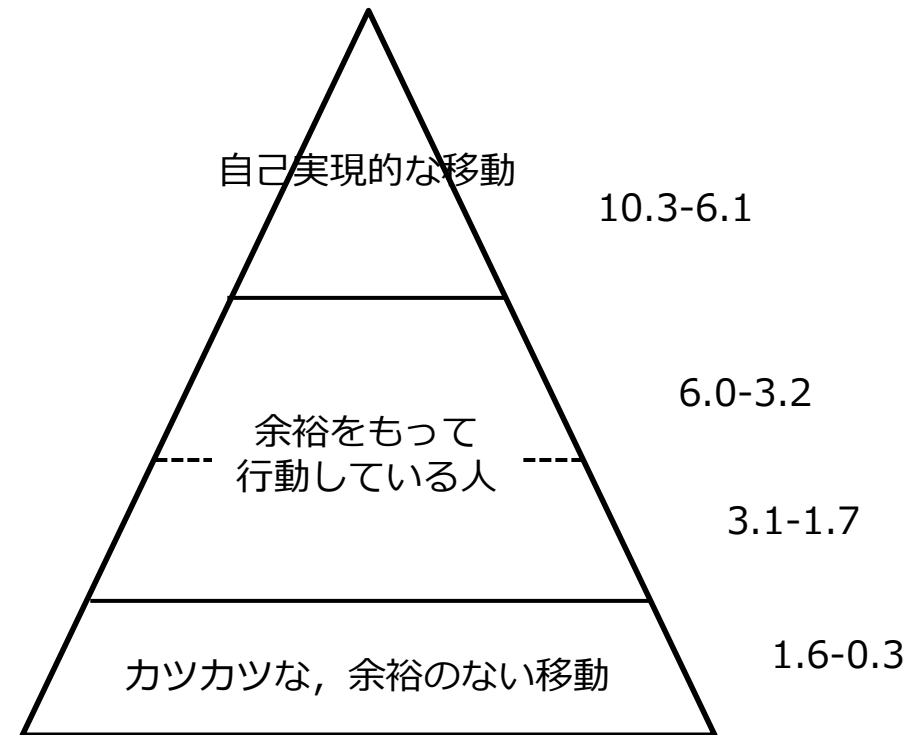 自己実現的な移動
10.3-6.1
6.0-3.2
余裕をもって
行動している人
3.1-1.7
カツカツな，余裕のない移動
1.6-0.3